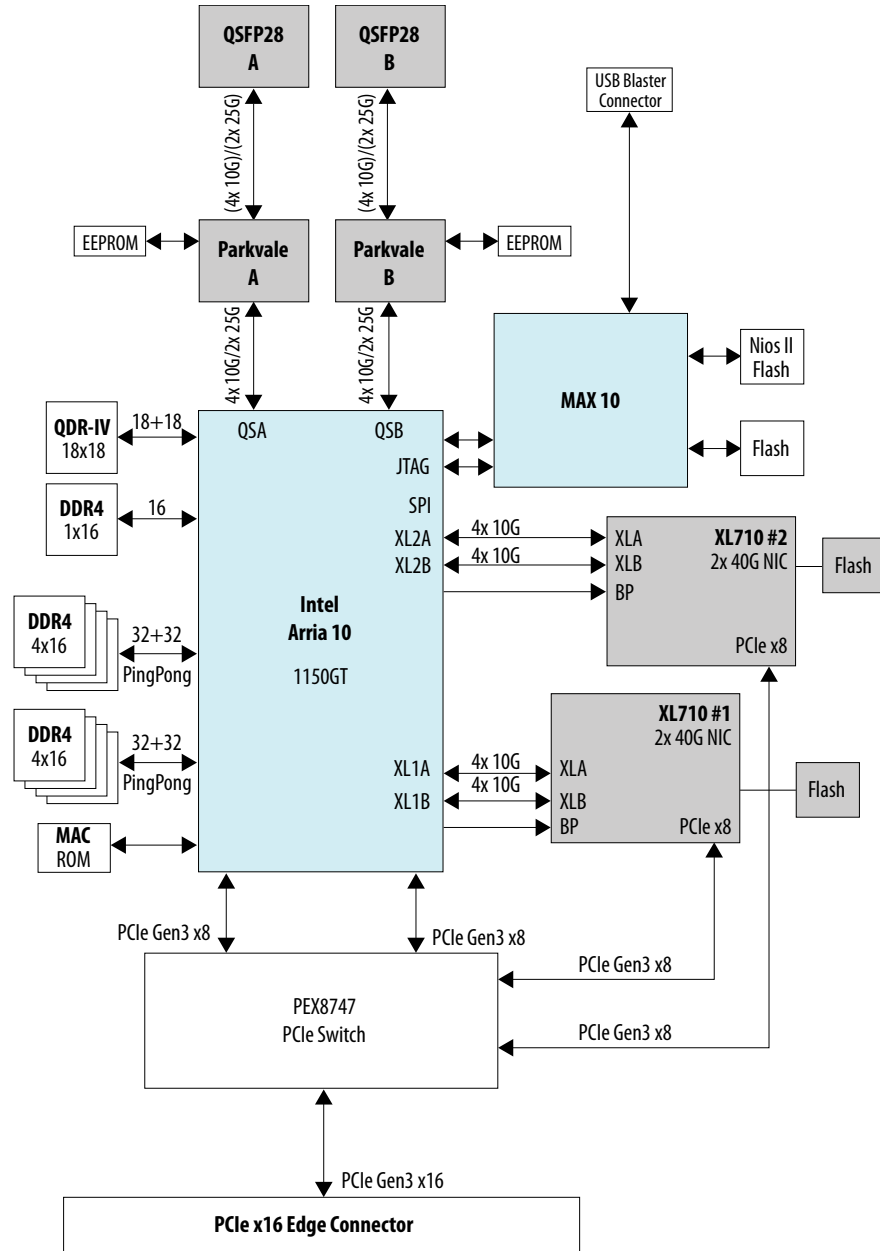 QSFP28
A
QSFP28
B
USB Blaster
Connector
(4x 10G)/(2x 25G)
(4x 10G)/(2x 25G)
EEPROM
Parkvale
A
Parkvale
B
EEPROM
4x 10G/2x 25G
4x 10G/2x 25G
MAX 10
Nios II
Flash
Flash
QDR-IV
18x18
18+18
DDR4
1x16
16
DDR4
4x16
32+32
PingPong
DDR4
4x16
32+32
PingPong
MAC
ROM
QSA
QSB
JTAG
SPI
XL2A
XL2B
Intel
Arria 10
1150GT
XL1A
XL1B
4x 10G
4x 10G
XLA
XLB
BP
XL710 #2
2x 40G NIC
PCIe x8
Flash
4x 10G
4x 10G
XLA
XLB
BP
XL710 #1
2x 40G NIC
PCIe x8
Flash
PCIe Gen3 x8
PCIe Gen3 x8
PCIe Gen3 x8
PCIe Gen3 x8
PEX8747
PCIe Switch
PCIe Gen3 x16
PCIe x16 Edge Connector